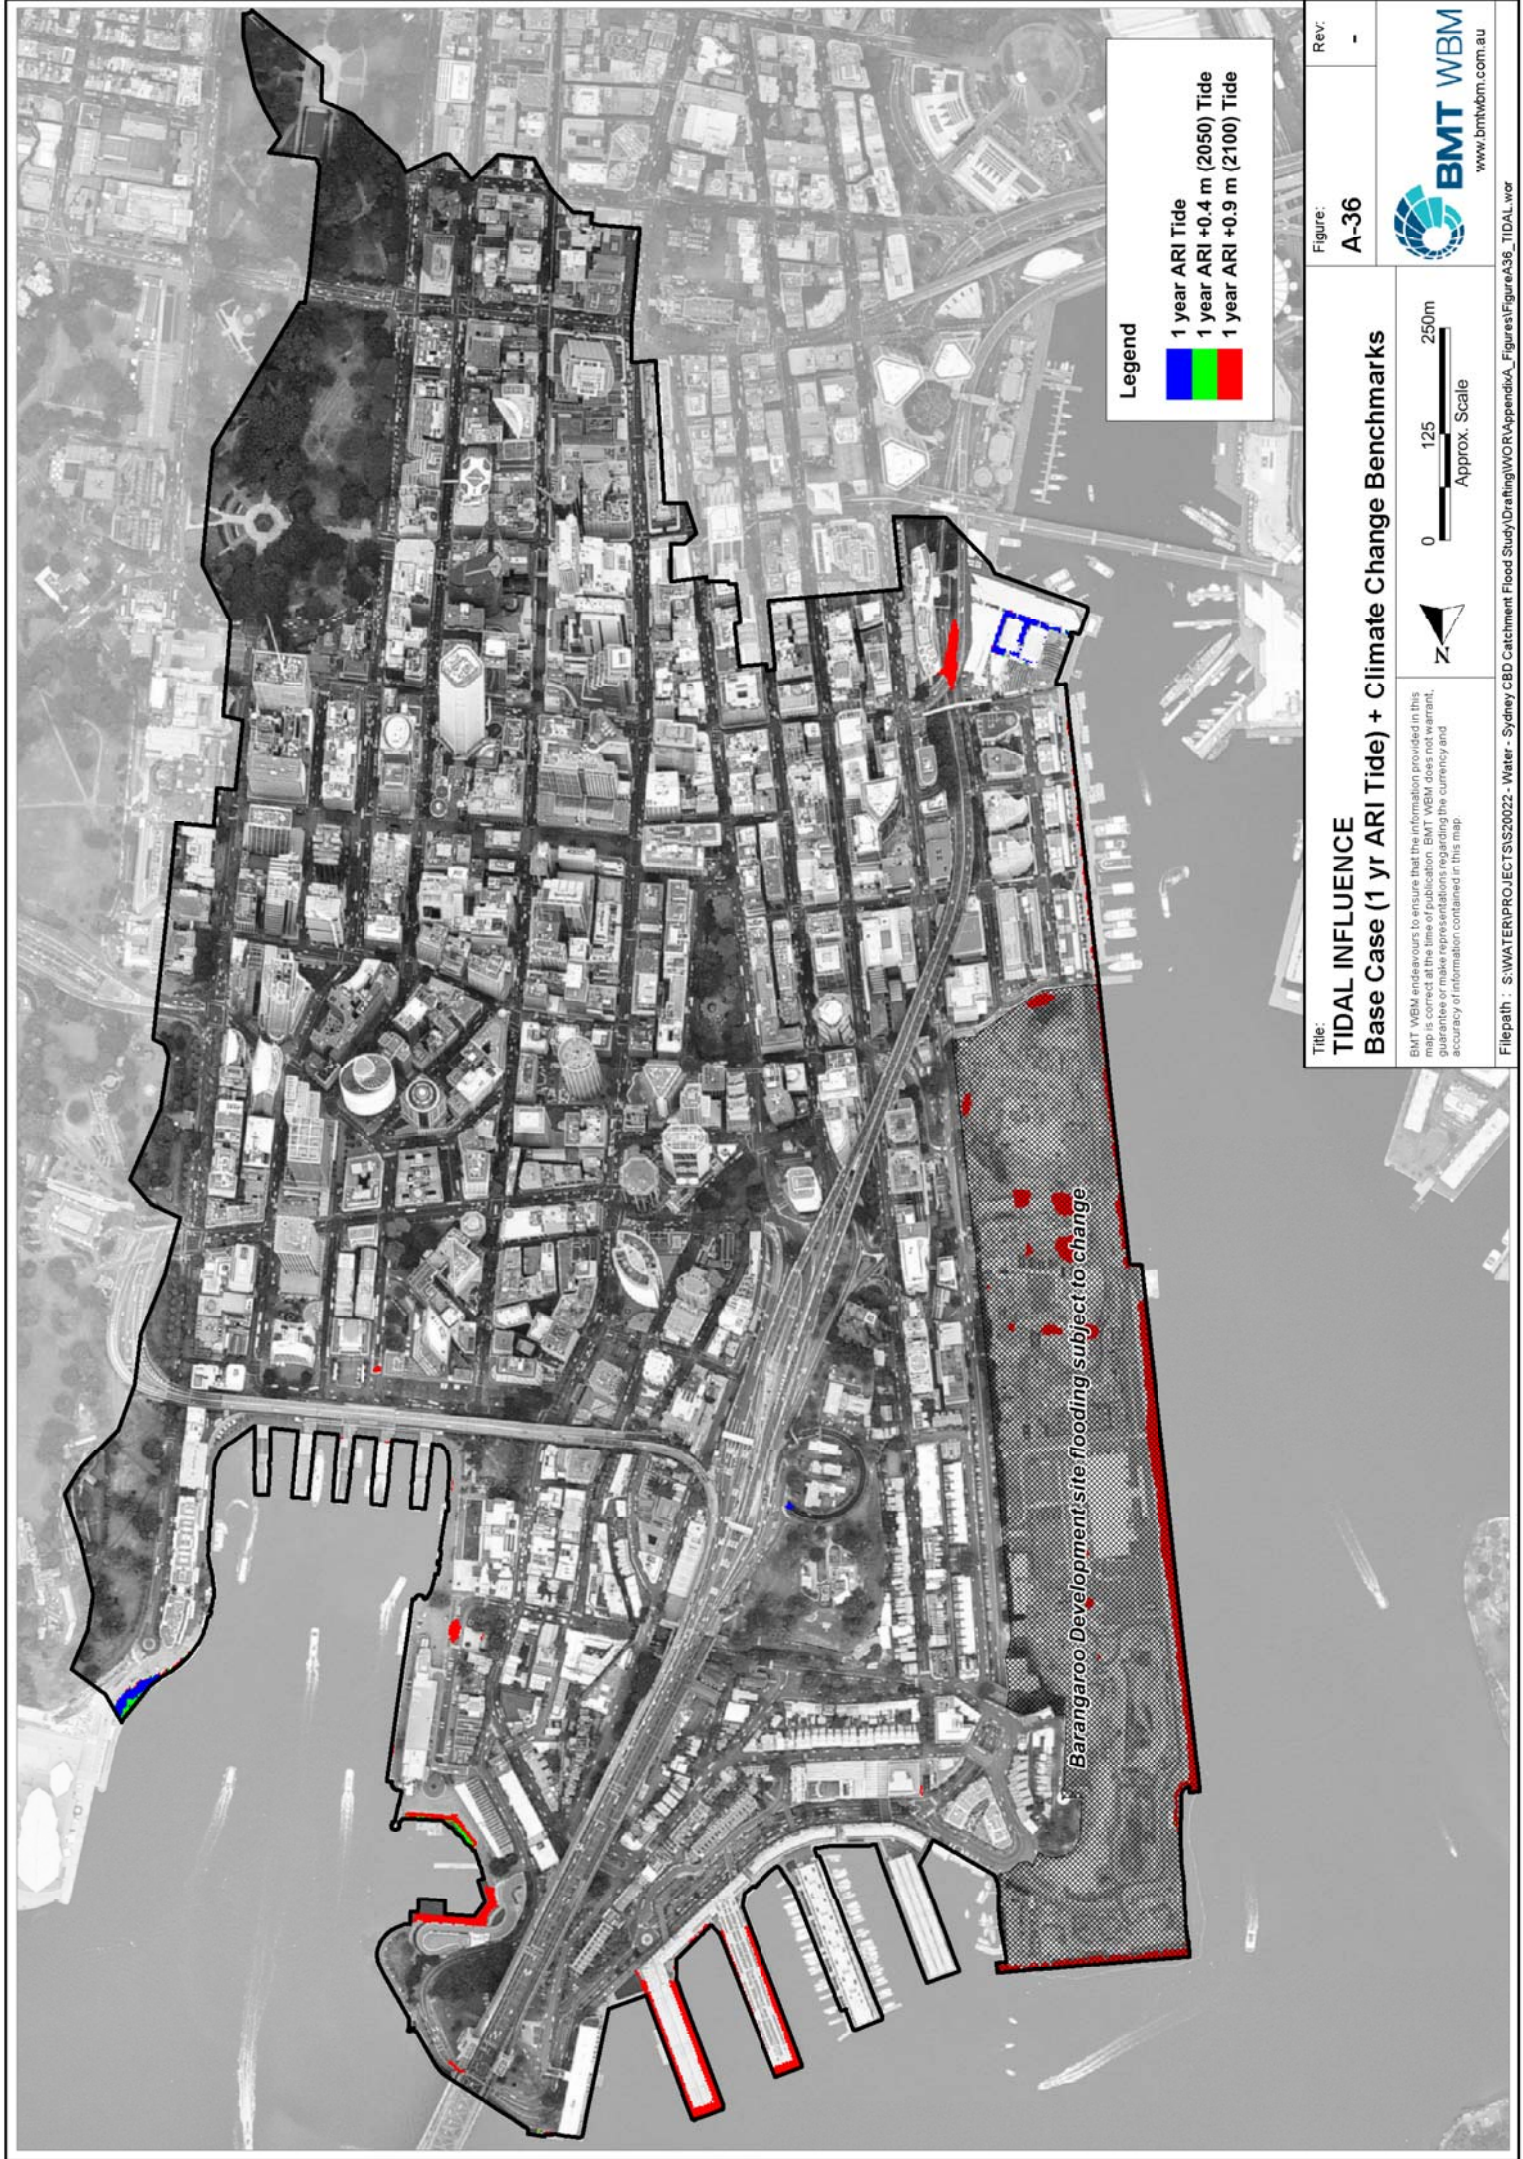 Barangaroo Development site flooding subject to change
Legend
1 year ARI Tide
1 year ARI +0.4 m (2050) Tide
1 year ARI +0.9 m (2100) Tide
Title:
TIDAL INFLUENCE
Base Case (1 yr ARI Tide) + Climate Change Benchmarks
Figure:
A-36
Rev:
-
BMT WBM endeavours to ensure that the information provided in this
map is correct at the time of publication. BMT WBM does not warrant,
guarantee or make representations regarding the currency and
accuracy of information contained in this map.
N
0 125 250m
Approx. Scale
BMT WBM
www.bmtwbm.com.au
Filepath : S:\WATER\PROJECTS\S20022 - Water - Sydney CBD Catchment Flood Study\Drafting\WOR\AppendixA_Figures\FigureA36_TIDAL.wor